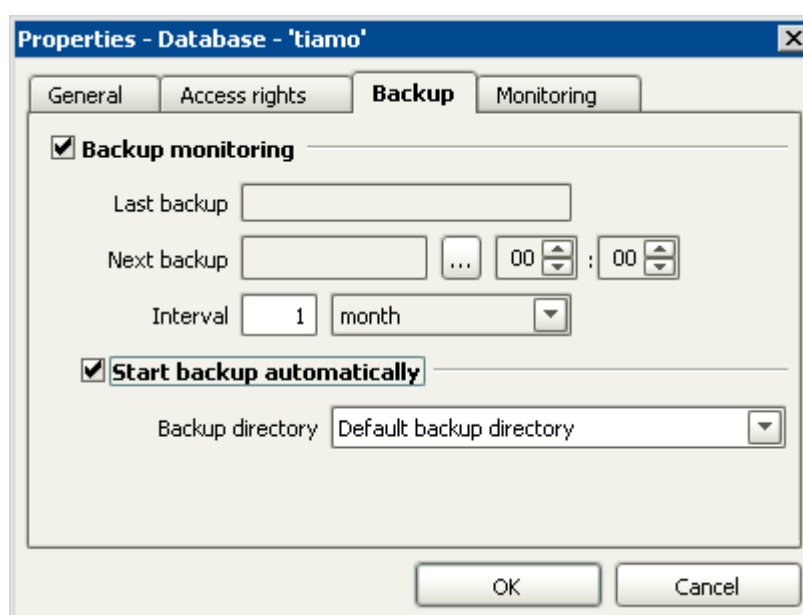 Properties - Database - 'tiamo'
General Access rights Backup Monitoring
Backup monitoring
Last backup
Next backup ... 00 : 00
Interval 1 month
Start backup automatically
Backup directory Default backup directory
OK Cancel